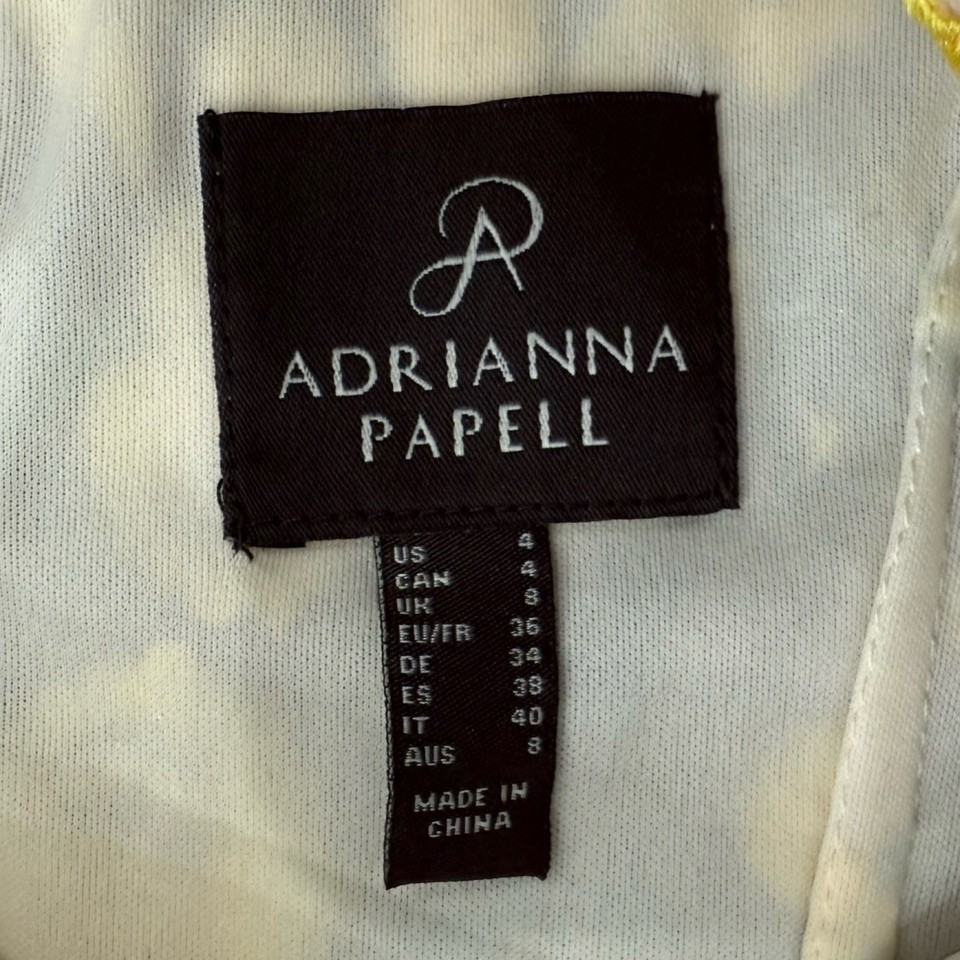 ADRIANNA
PAPELL
US 4
CAN 4
UK 8
EU/FR 36
DE 34
ES 38
IT 40
AUS 8
MADE IN
CHINA